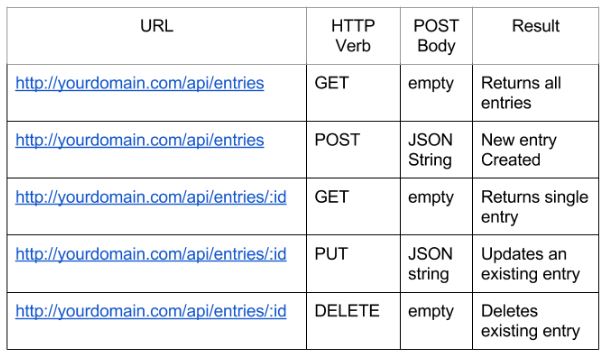 URL HTTP Verb POST Body Result
http://yourdomain.com/api/entries GET empty Returns all entries
http://yourdomain.com/api/entries POST JSON String New entry Created
http://yourdomain.com/api/entries/:id GET empty Returns single entry
http://yourdomain.com/api/entries/:id PUT JSON string Updates an existing entry
http://yourdomain.com/api/entries/:id DELETE empty Deletes existing entry